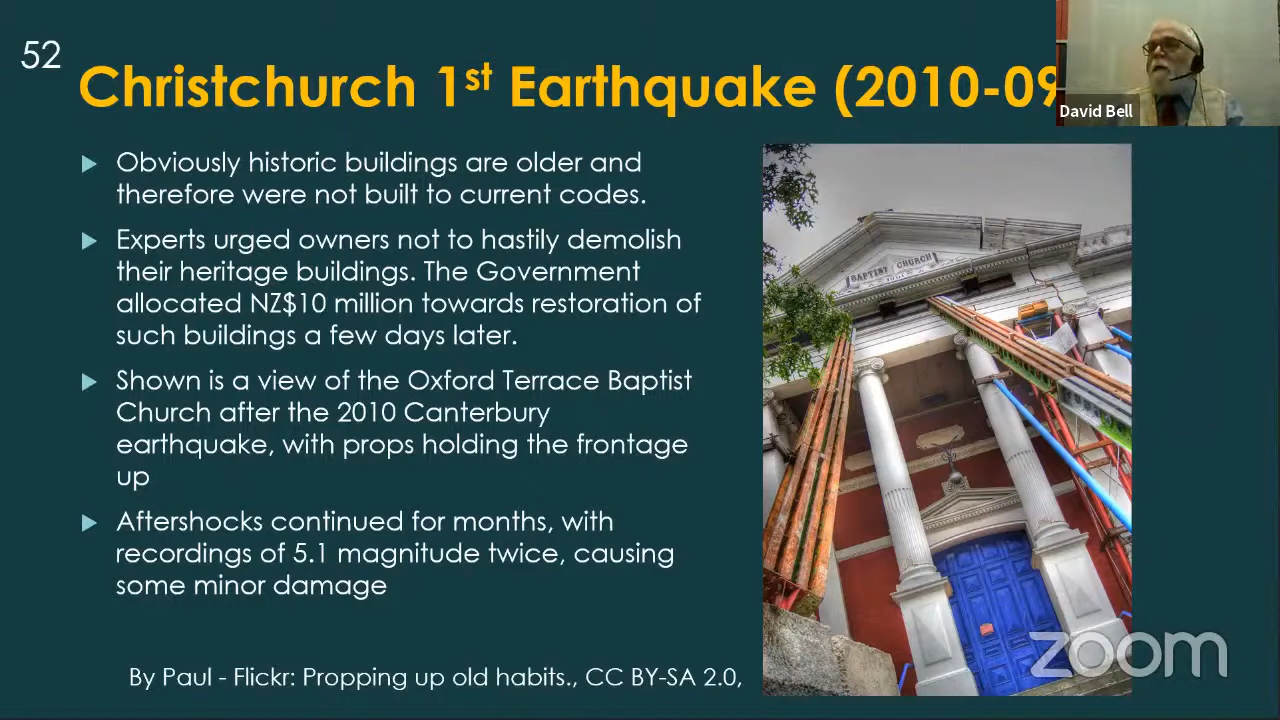 52
Christchurch 1st Earthquake (2010-09
David Bell
Obviously historic buildings are older and
therefore were not built to current codes.
Experts urged owners not to hastily demolish
their heritage buildings. The Government
allocated NZ$10 million towards restoration of
such buildings a few days later.
Shown is a view of the Oxford Terrace Baptist
Church after the 2010 Canterbury
earthquake, with props holding the frontage
up
Aftershocks continued for months, with
recordings of 5.1 magnitude twice, causing
some minor damage
By Paul - Flickr: Propping up old habits., CC BY-SA 2.0,
BAPTIST CHURCH
zoom